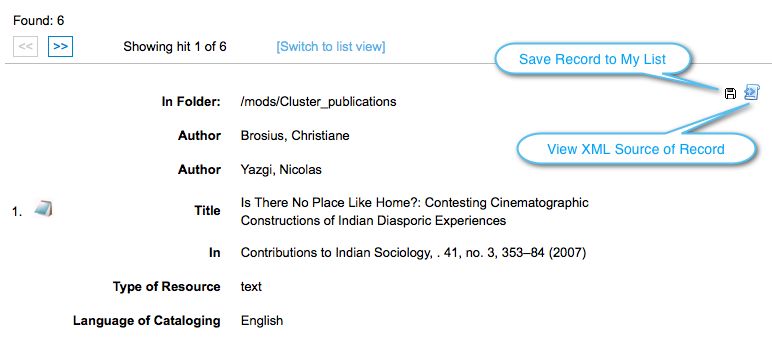 Found: 6
<< >> Showing hit 1 of 6 [Switch to list view]
Save Record to My List
In Folder: /mods/Cluster_publications
Author Brosius, Christiane
View XML Source of Record
Author Yazgi, Nicolas
1. Title Is There No Place Like Home?: Contesting Cinematographic
Constructions of Indian Diasporic Experiences
In Contributions to Indian Sociology, . 41, no. 3, 353–84 (2007)
Type of Resource text
Language of Cataloging English